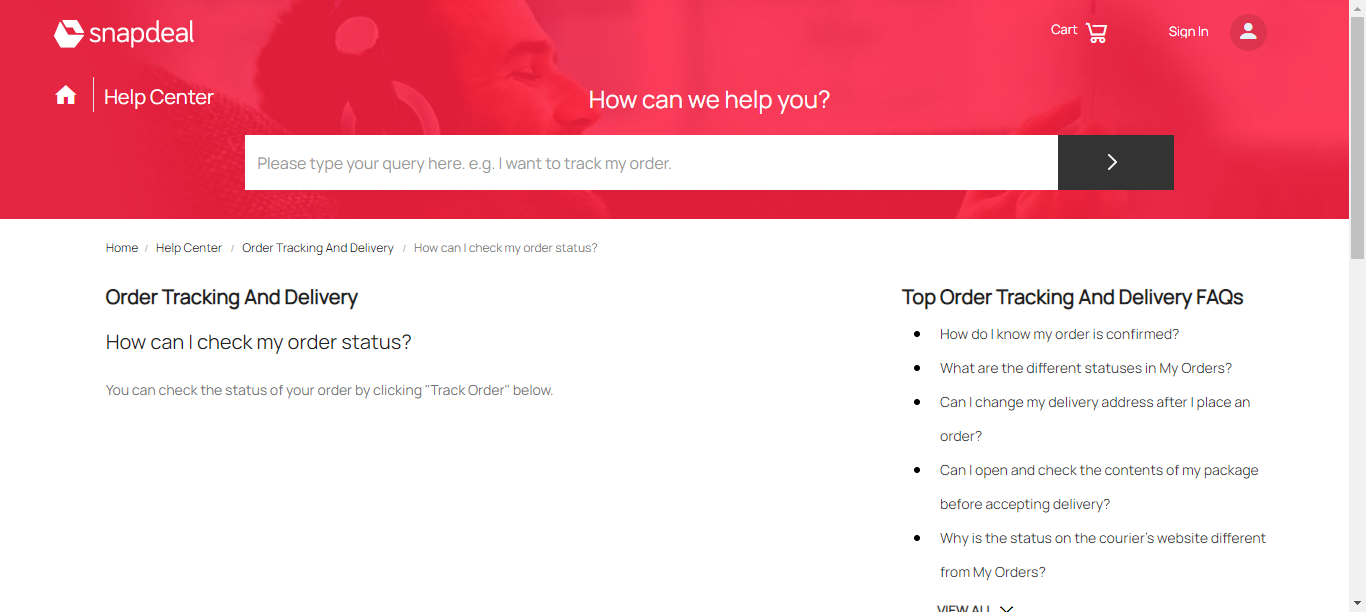 snapdeal
Cart
Sign In
Help Center
How can we help you?
Please type your query here. e.g. I want to track my order.
Home / Help Center / Order Tracking And Delivery / How can I check my order status?
Order Tracking And Delivery
How can I check my order status?
You can check the status of your order by clicking "Track Order" below.
Top Order Tracking And Delivery FAQs
How do I know my order is confirmed?
What are the different statuses in My Orders?
Can I change my delivery address after I place an
order?
Can I open and check the contents of my package
before accepting delivery?
Why is the status on the courier's website different
from My Orders?
VIEW ALL